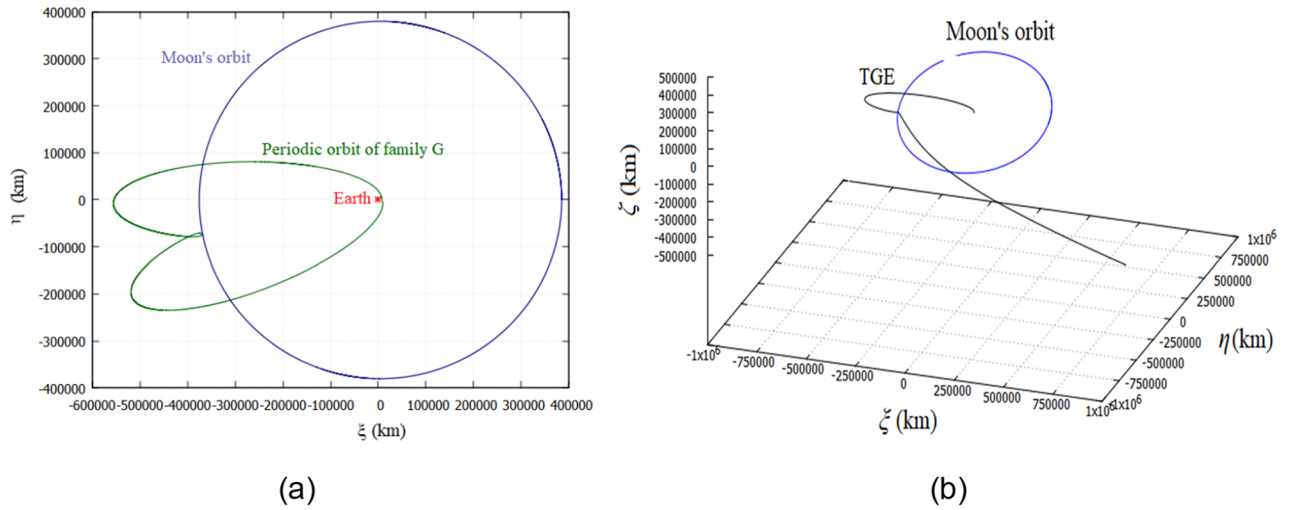 400000
300000
200000
100000
0
-100000
-200000
-300000
-400000
η (km)
Moon's orbit
Periodic orbit of family G
Earth
-600000 -500000 -400000 -300000 -200000 -100000 0 100000 200000 300000 400000
ξ (km)
(a)
Moon's orbit
TGE
500000
400000
300000
200000
100000
0
-100000
-200000
-300000
-400000
-500000
ζ (km)
1x10⁶
750000
500000
250000
0
-250000
-500000
-750000
-1x10⁶
η (km)
-1x10⁶
-750000
-500000
-250000
0
250000
500000
750000
1x10⁶
ξ (km)
(b)